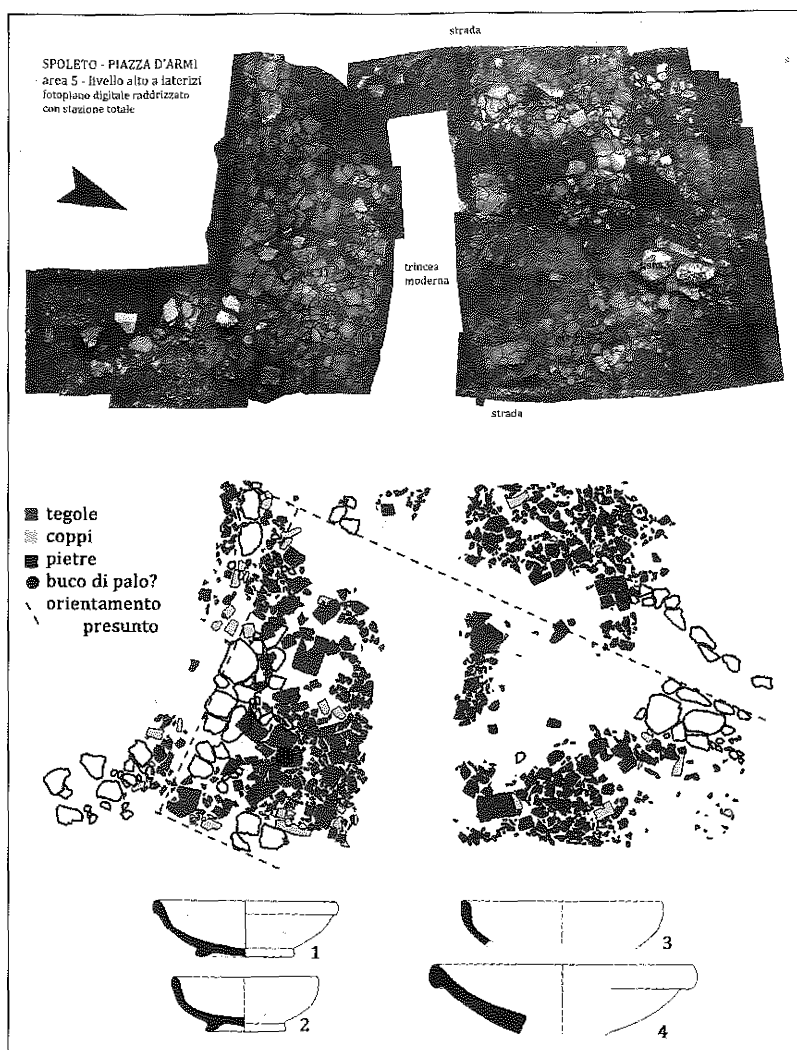 strada
SPOLETO - PIAZZA D'ARMI
area 5 - livello alto a laterizi
fotopiano digitale raddrizzato
con stazione totale
trincea
moderna
strada
tegole
coppi
pietre
buco di palo?
orientamento
presunto
1
2
3
4